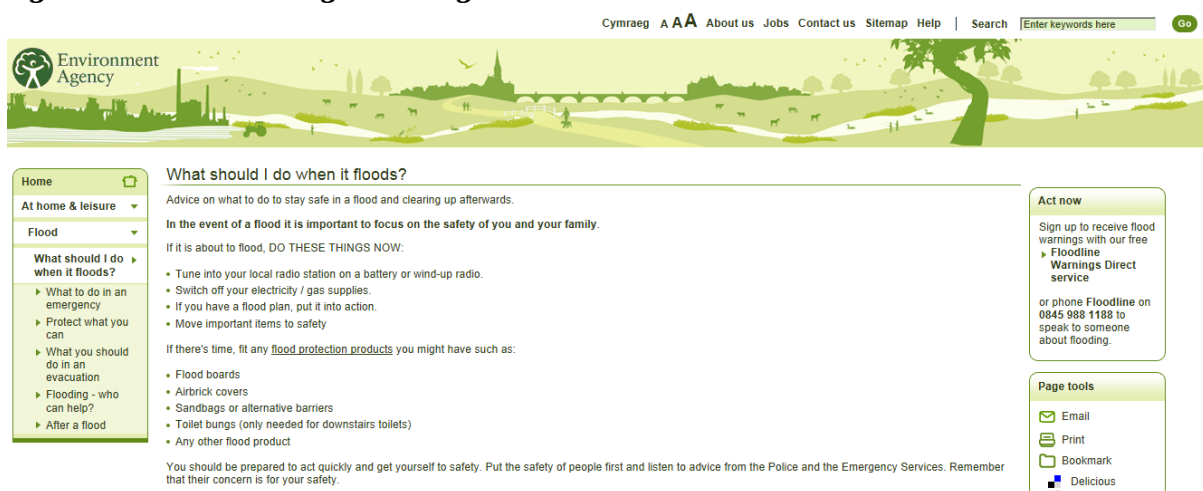 Cymraeg A A A About us Jobs Contact us Sitemap Help | Search Enter keywords here Go
Environment
Agency
Home
At home & leisure
Flood
What should I do
when it floods?
What to do in an
emergency
Protect what you
can
What you should
do in an
evacuation
Flooding - who
can help?
After a flood
What should I do when it floods?
Advice on what to do to stay safe in a flood and clearing up afterwards.
In the event of a flood it is important to focus on the safety of you and your family.
If it is about to flood, DO THESE THINGS NOW:
• Tune into your local radio station on a battery or wind-up radio.
• Switch off your electricity / gas supplies.
• If you have a flood plan, put it into action.
• Move important items to safety
If there's time, fit any flood protection products you might have such as:
• Flood boards
• Airbrick covers
• Sandbags or alternative barriers
• Toilet bungs (only needed for downstairs toilets)
• Any other flood product
You should be prepared to act quickly and get yourself to safety. Put the safety of people first and listen to advice from the Police and the Emergency Services. Remember
that their concern is for your safety.
Act now
Sign up to receive flood
warnings with our free
Floodline
Warnings Direct
service
or phone Floodline on
0845 988 1188 to
speak to someone
about flooding.
Page tools
Email
Print
Bookmark
Delicious